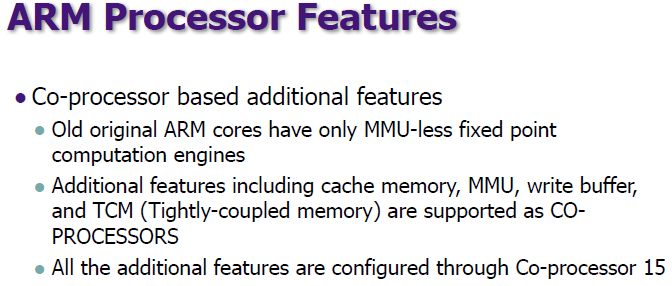 ARM Processor Features
Co-processor based additional features
Old original ARM cores have only MMU-less fixed point
computation engines
Additional features including cache memory, MMU, write buffer,
and TCM (Tightly-coupled memory) are supported as CO-
PROCESSORS
All the additional features are configured through Co-processor 15